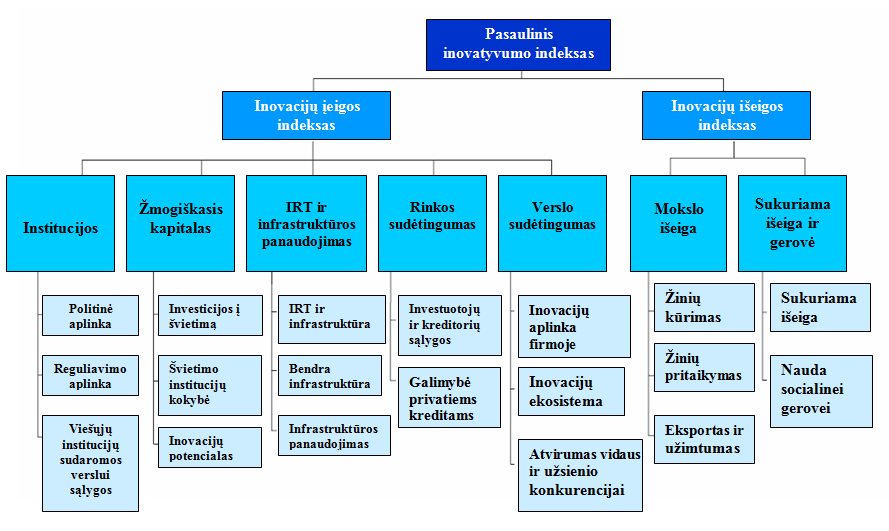 Pasaulinis
inovatyvumo indeksas
Inovacijų įeigos
indeksas
Inovacijų išeigos
indeksas
Institucijos
Žmogiškasis
kapitalas
IRT ir
infrastruktūros
panaudojimas
Rinkos
sudėtingumas
Verslo
sudėtingumas
Mokslo
išeiga
Sukuriama
išeiga ir
gerovė
Politinė
aplinka
Reguliavimo
aplinka
Viešųjų
institucijų
sudaromos
verslui
sąlygos
Investicijos į
švietimą
Švietimo
institucijų
kokybė
Inovacijų
potencialas
IRT ir
infrastruktūra
Bendra
infrastruktūra
Infrastruktūros
panaudojimas
Investuotojų
ir kreditorių
sąlygos
Galimybė
privatiems
kreditams
Inovacijų
aplinka
firmoje
Inovacijų
ekosistema
Atvirumas vidaus
ir užsienio
konkurencijai
Žinių
kūrimas
Žinių
pritaikymas
Eksportas ir
užimtumas
Sukuriama
išeiga
Nauda
socialinei
gerovei